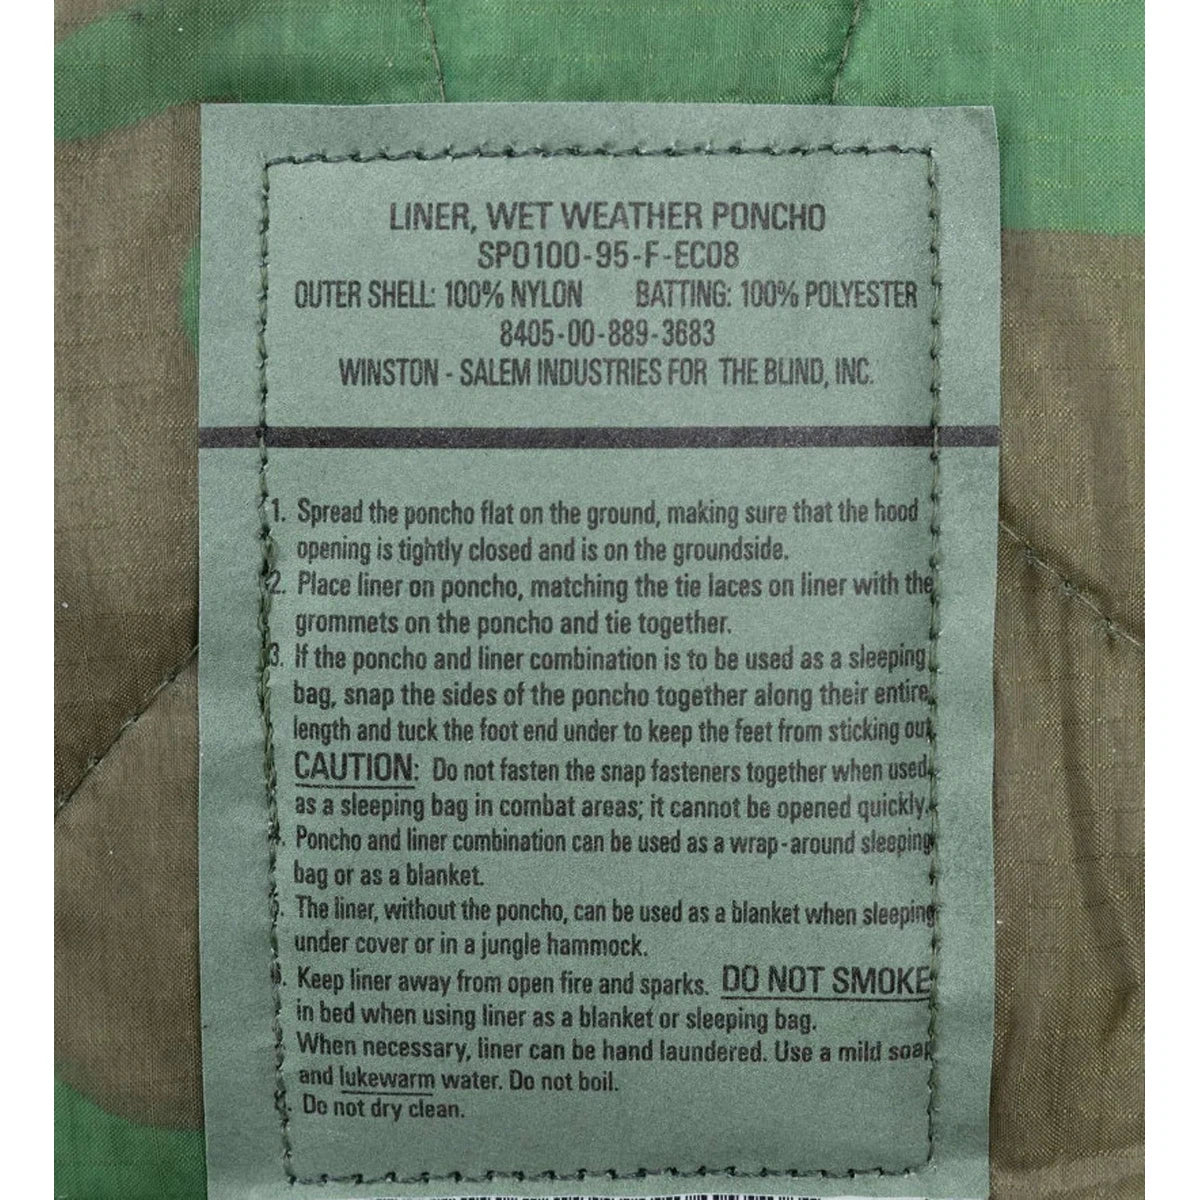 LINER, WET WEATHER PONCHO
SP0100-95-F-EC08
OUTER SHELL: 100% NYLON BATTING: 100% POLYESTER
8405-00-889-3683
WINSTON - SALEM INDUSTRIES FOR THE BLIND, INC.
1. Spread the poncho flat on the ground, making sure that the hood
opening is tightly closed and is on the groundside.
2. Place liner on poncho, matching the tie laces on liner with the
grommets on the poncho and tie together.
3. If the poncho and liner combination is to be used as a sleeping
bag, snap the sides of the poncho together along their entire
length and tuck the foot end under to keep the feet from sticking out.
CAUTION: Do not fasten the snap fasteners together when used
as a sleeping bag in combat areas; it cannot be opened quickly.
4. Poncho and liner combination can be used as a wrap-around sleeping
bag or as a blanket.
5. The liner, without the poncho, can be used as a blanket when sleeping
under cover or in a jungle hammock.
6. Keep liner away from open fire and sparks. DO NOT SMOKE
in bed when using liner as a blanket or sleeping bag.
7. When necessary, liner can be hand laundered. Use a mild soap
and lukewarm water. Do not boil.
8. Do not dry clean.